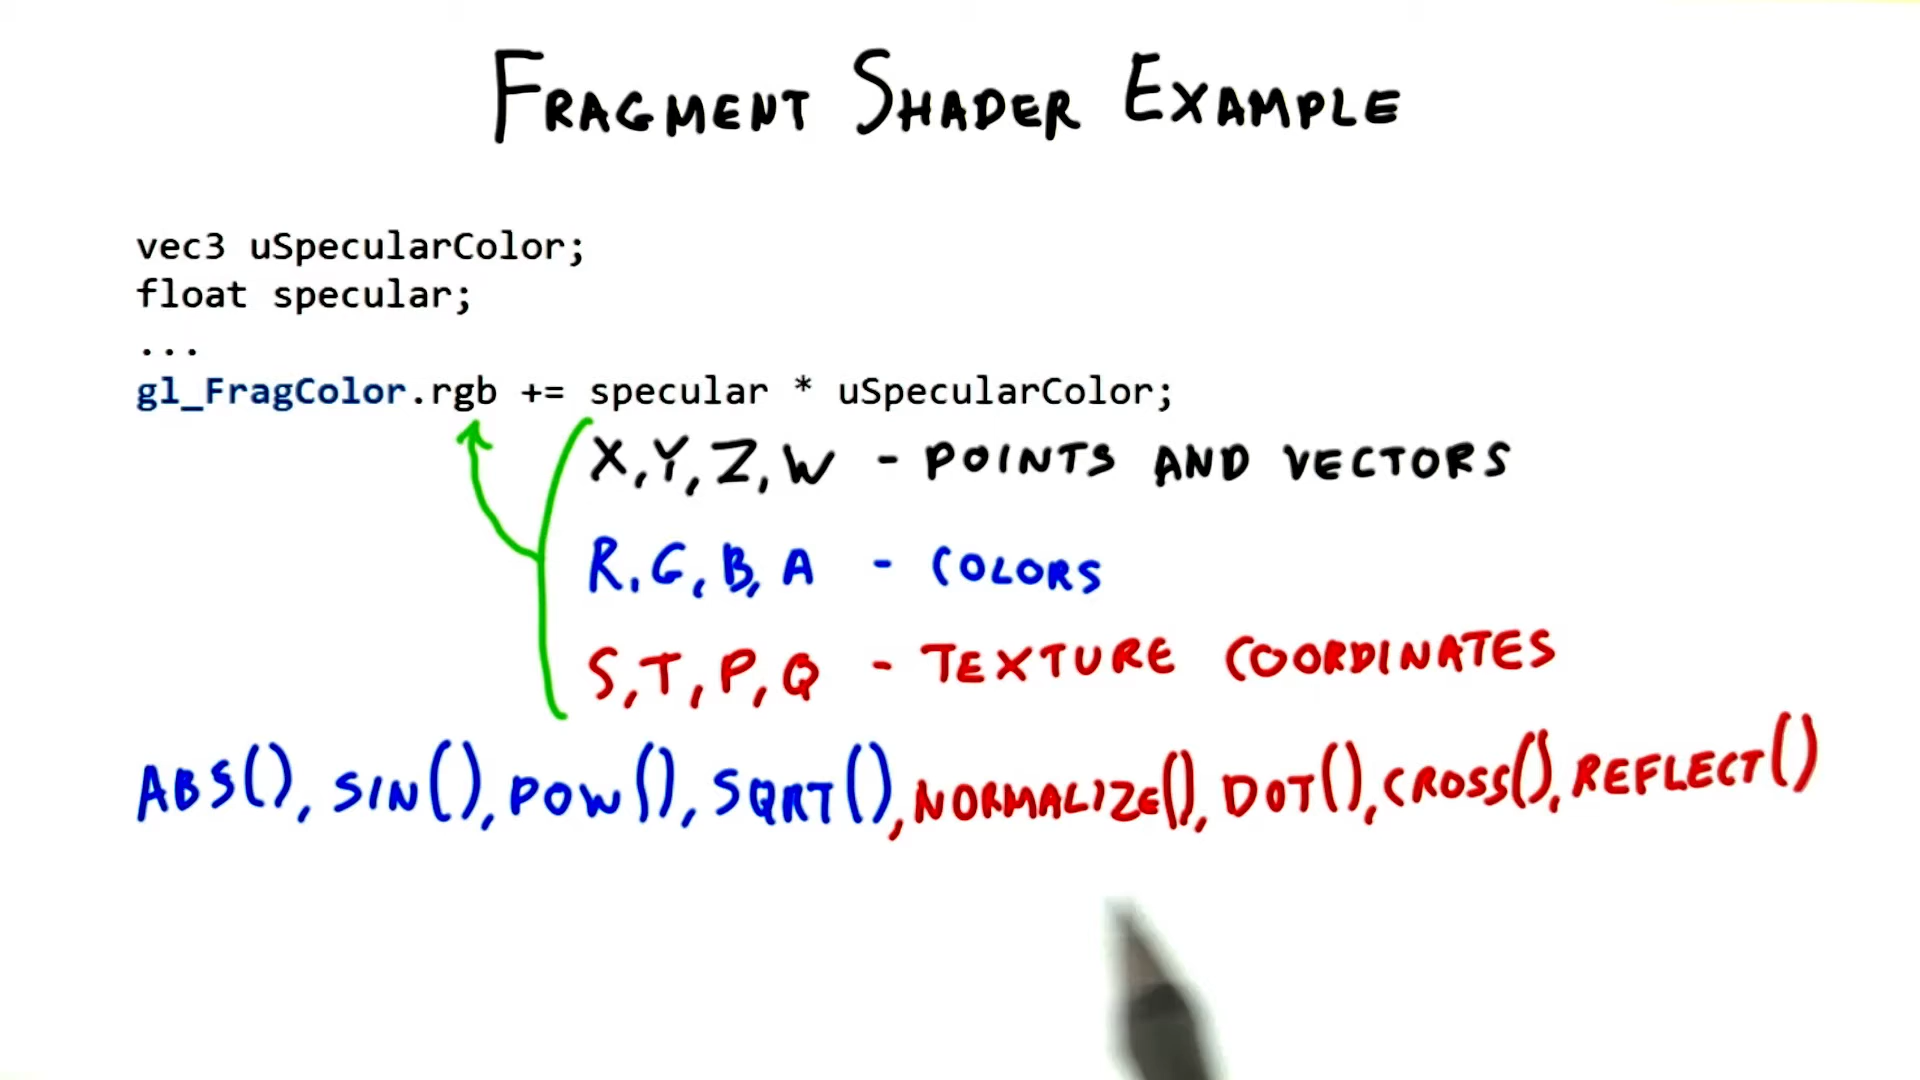 FRAGMENT SHADER EXAMPLE
vec3 uSpecularColor;
float specular;
...
gl_FragColor.rgb += specular * uSpecularColor;
X, Y, Z, W - POINTS AND VECTORS
R, G, B, A - COLORS
S, T, P, Q - TEXTURE COORDINATES
ABS(), SIN(), POW(), SQRT(), NORMALIZE(), DOT(), CROSS(), REFLECT()